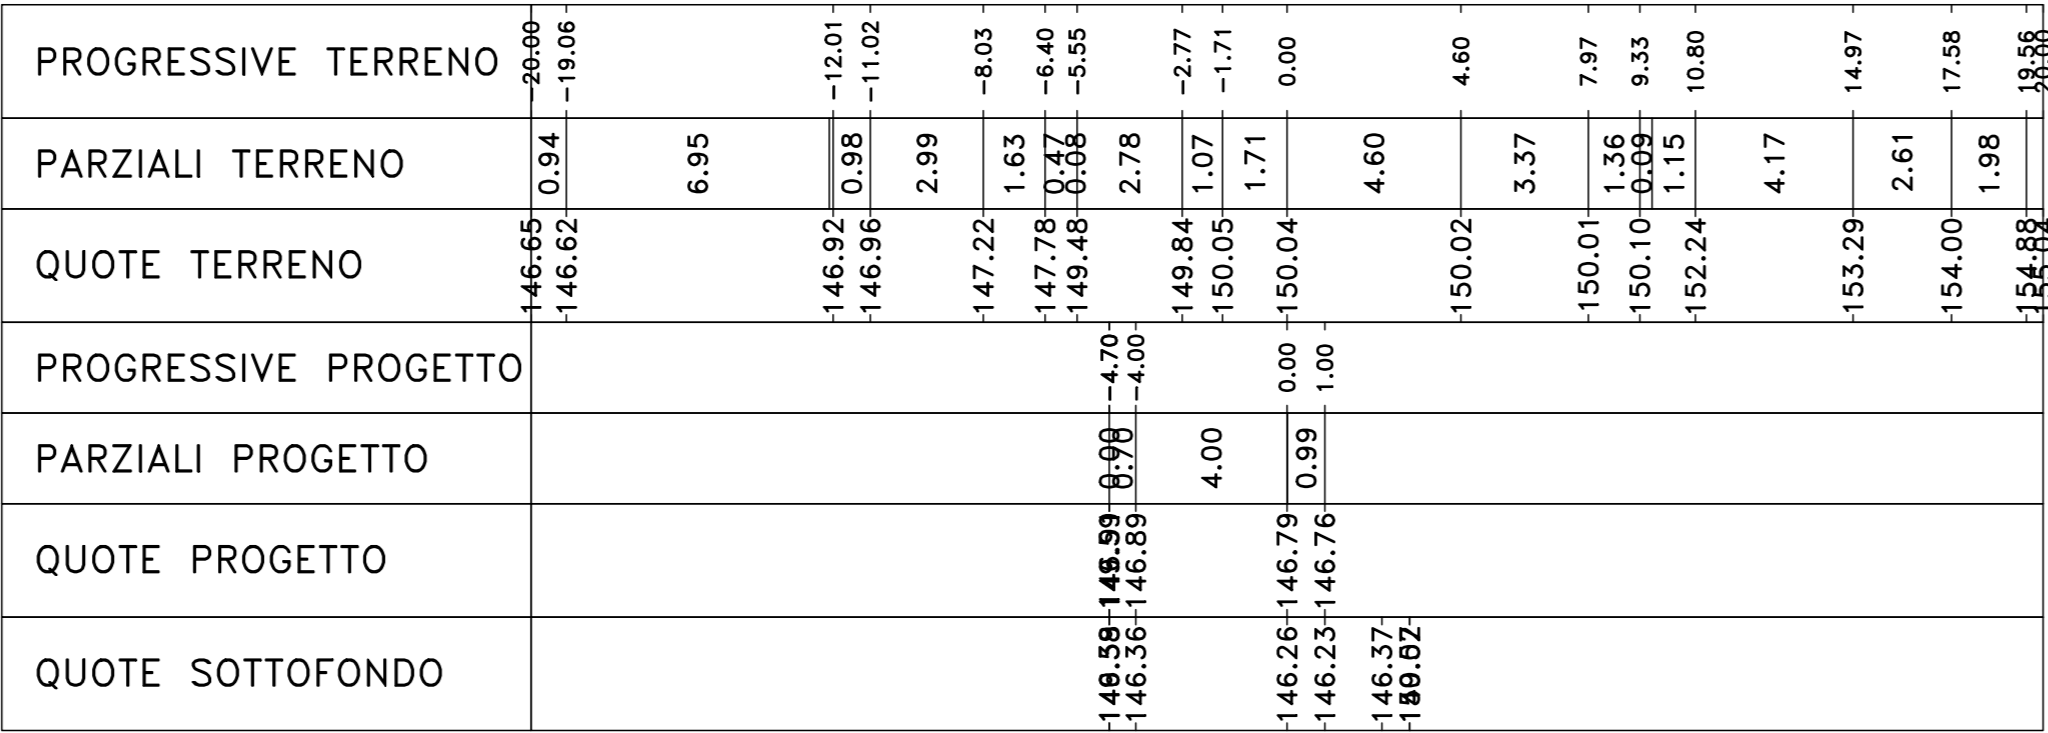 PROGRESSIVE TERRENO -20.00 -19.06 -12.01 -11.02 -8.03 -6.40 -5.55 -2.77 -1.71 0.00 4.60 7.97 9.33 10.80 14.97 17.58 19.56 20.00
PARZIALI TERRENO 0.94 6.95 0.98 2.99 1.63 0.47 0.08 2.78 1.07 1.71 4.60 3.37 1.36 0.09 1.15 4.17 2.61 1.98
QUOTE TERRENO 146.65 146.62 146.92 146.96 147.22 147.78 149.48 149.84 150.05 150.04 150.02 150.01 150.10 152.24 153.29 154.00 154.88 155.04
PROGRESSIVE PROGETTO -4.70 -4.00 0.00 1.00
PARZIALI PROGETTO 0.00 0.70 4.00 0.99
QUOTE PROGETTO 146.89 146.79 146.76
QUOTE SOTTOFONDO 146.36 146.26 146.23 146.37